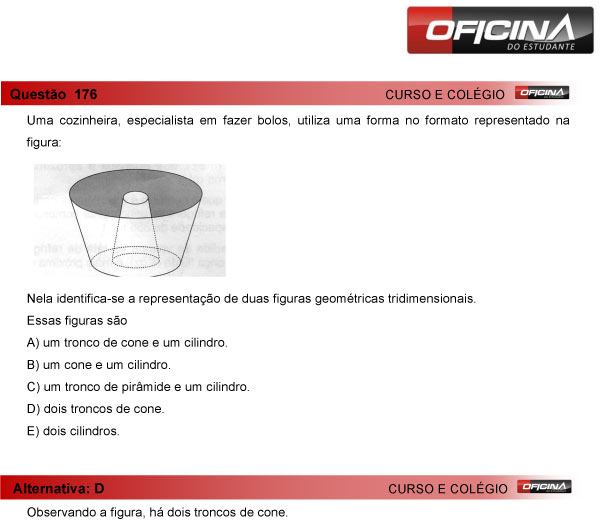 OFICINA
DO ESTUDANTE
Questão 176
CURSO E COLÉGIO OFICINA
Uma cozinheira, especialista em fazer bolos, utiliza uma forma no formato representado na
figura:
Nela identifica-se a representação de duas figuras geométricas tridimensionais.
Essas figuras são
A) um tronco de cone e um cilindro.
B) um cone e um cilindro.
C) um tronco de pirâmide e um cilindro.
D) dois troncos de cone.
E) dois cilindros.
Alternativa: D
CURSO E COLÉGIO OFICINA
Observando a figura, há dois troncos de cone.